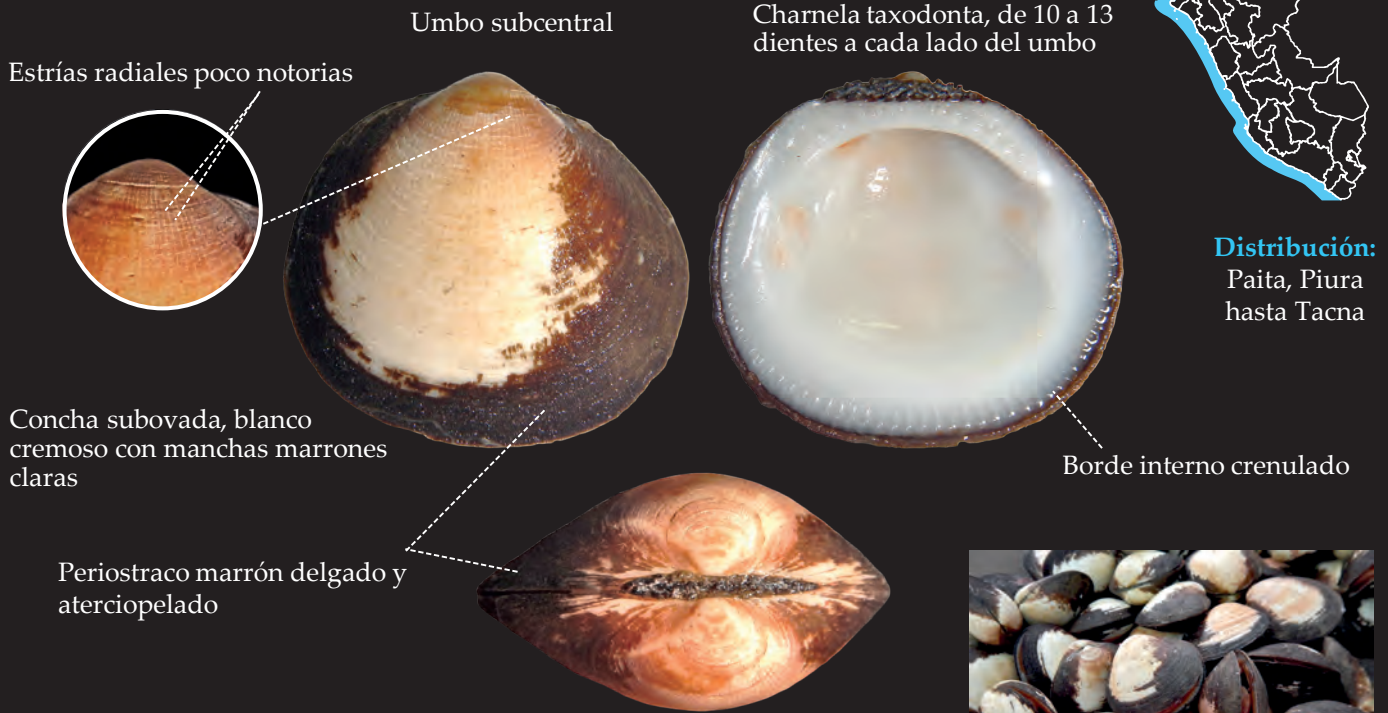 Umbo subcentral
Charnela taxodonta, de 10 a 13
dientes a cada lado del umbo
Estrías radiales poco notorias
Distribución:
Paita, Piura
hasta Tacna
Concha subovada, blanco
cremoso con manchas marrones
claras
Borde interno crenulado
Periostraco marrón delgado y
aterciopelado